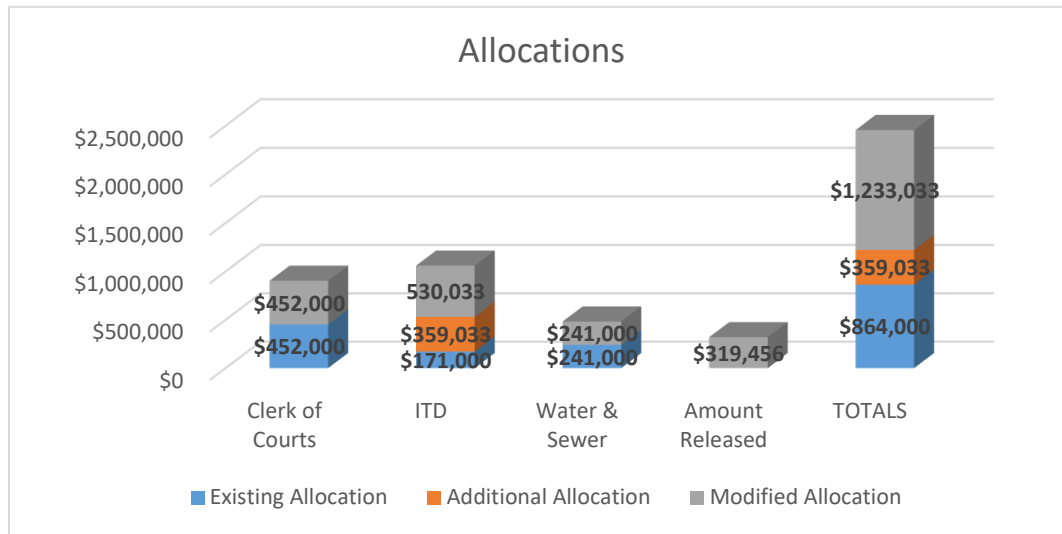 Allocations
$2,500,000
$2,000,000
$1,500,000
$1,000,000
$500,000
$0
$452,000
$452,000
530,033
$359,033
$171,000
$241,000
$241,000
$319,456
$1,233,033
$359,033
$864,000
Clerk of
Courts
ITD
Water &
Sewer
Amount
Released
TOTALS
Existing Allocation
Additional Allocation
Modified Allocation